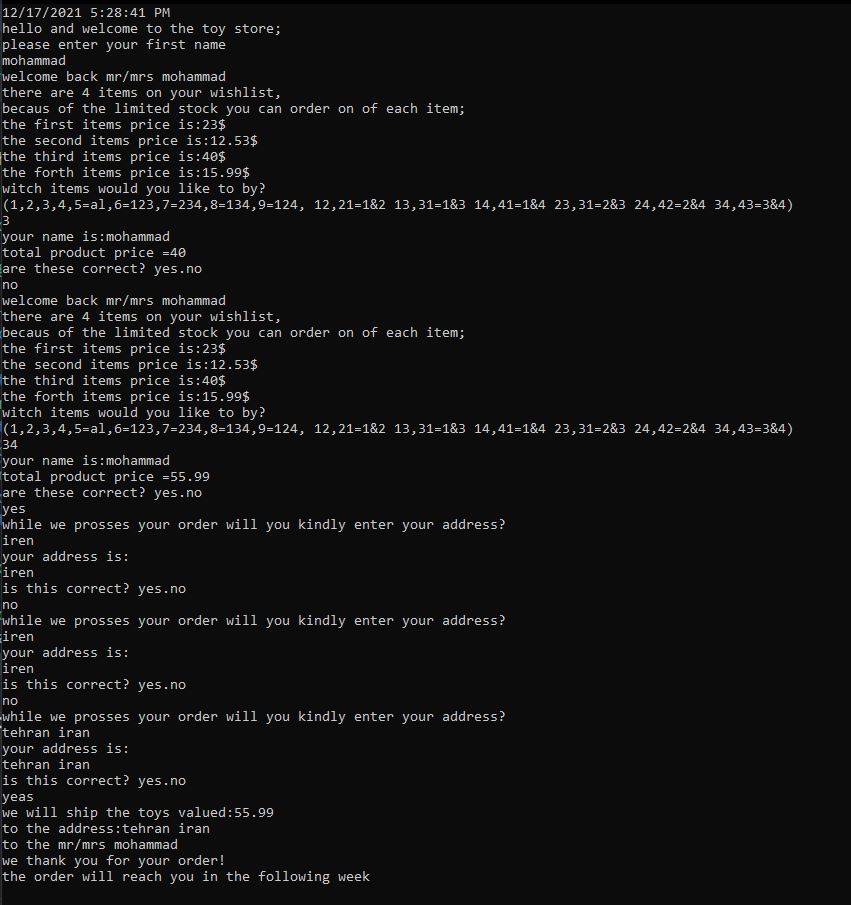 12/17/2021 5:28:41 PM
hello and welcome to the toy store;
please enter your first name
mohammad
welcome back mr/mrs mohammad
there are 4 items on your wishlist,
becaus of the limited stock you can order on of each item;
the first items price is:23$
the second items price is:12.53$
the third items price is:40$
the forth items price is:15.99$
witch items would you like to by?
(1,2,3,4,5=al,6=123,7=234,8=134,9=124, 12,21=1&2 13,31=1&3 14,41=1&4 23,31=2&3 24,42=2&4 34,43=3&4)
3
your name is:mohammad
total product price =40
are these correct? yes.no
no
welcome back mr/mrs mohammad
there are 4 items on your wishlist,
becaus of the limited stock you can order on of each item;
the first items price is:23$
the second items price is:12.53$
the third items price is:40$
the forth items price is:15.99$
witch items would you like to by?
(1,2,3,4,5=al,6=123,7=234,8=134,9=124, 12,21=1&2 13,31=1&3 14,41=1&4 23,31=2&3 24,42=2&4 34,43=3&4)
34
your name is:mohammad
total product price =55.99
are these correct? yes.no
yes
while we prosses your order will you kindly enter your address?
iren
your address is:
iren
is this correct? yes.no
no
while we prosses your order will you kindly enter your address?
iren
your address is:
iren
is this correct? yes.no
no
while we prosses your order will you kindly enter your address?
tehran iran
your address is:
tehran iran
is this correct? yes.no
yeas
we will ship the toys valued:55.99
to the address:tehran iran
to the mr/mrs mohammad
we thank you for your order!
the order will reach you in the following week